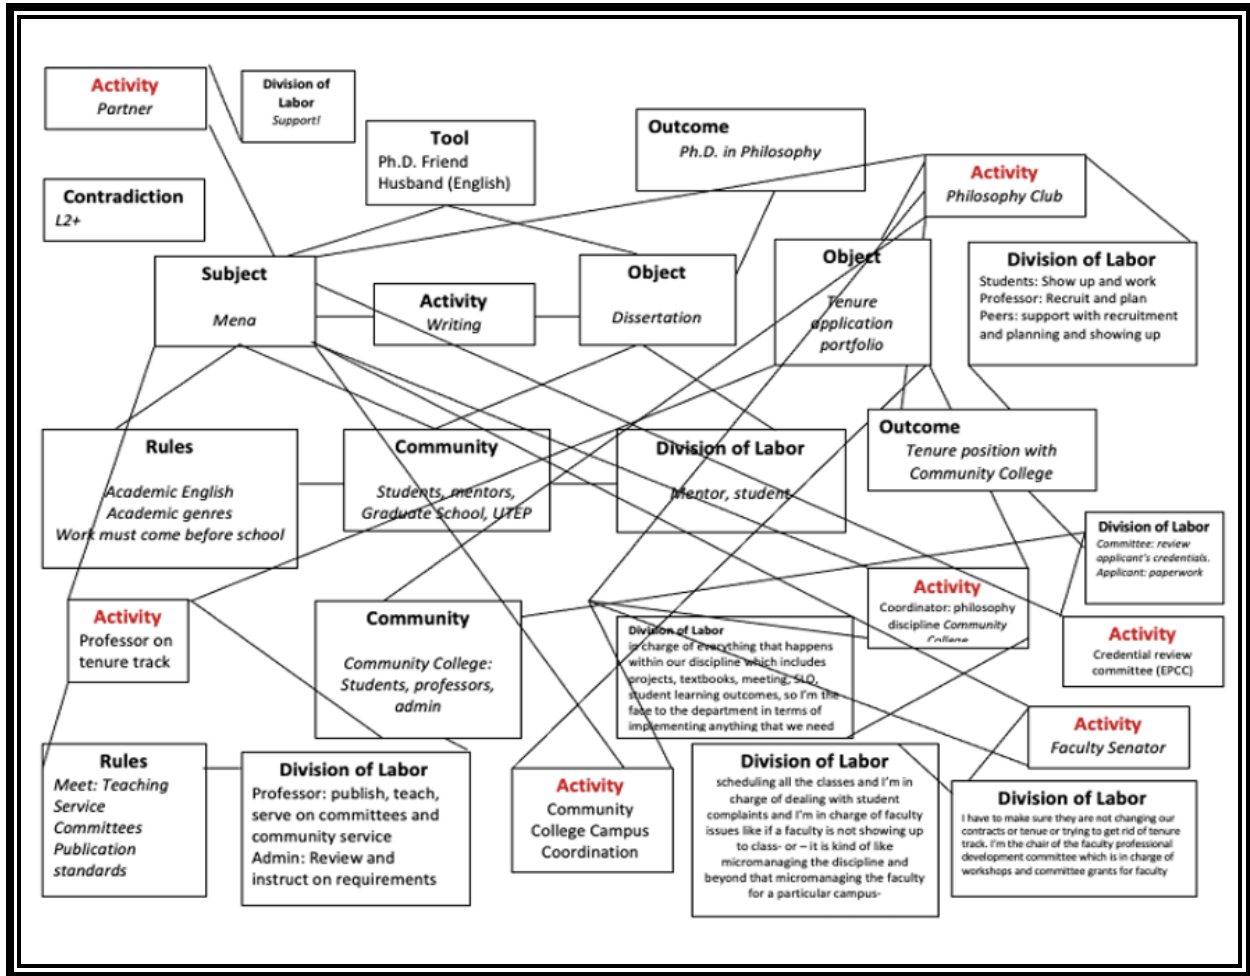 Activity
Partner
Division of
Labor
Support!
Tool
Ph.D. Friend
Husband (English)
Outcome
Ph.D. in Philosophy
Activity
Philosophy Club
Contradiction
L2+
Subject
Mena
Activity
Writing
Object
Dissertation
Object
Tenure
application
portfolio
Division of Labor
Students: Show up and work
Professor: Recruit and plan
Peers: support with recruitment
and planning and showing up
Rules
Academic English
Academic genres
Work must come before school
Community
Students, mentors,
Graduate School, UTEP
Division of Labor
Mentor, student
Outcome
Tenure position with
Community College
Division of Labor
Committee: review
applicant's credentials.
Applicant: paperwork
Activity
Professor on
tenure track
Community
Community College:
Students, professors,
admin
Division of Labor
in charge of everything that happens
within our discipline which includes
projects, textbooks, meeting, SLO,
student learning outcomes, so I'm the
face to the department in terms of
implementing anything that we need
Activity
Coordinator: philosophy
discipline Community
College
Activity
Credential review
committee (EPCC)
Activity
Faculty Senator
Rules
Meet: Teaching
Service
Committees
Publication
standards
Division of Labor
Professor: publish, teach,
serve on committees and
community service
Admin: Review and
instruct on requirements
Activity
Community
College Campus
Coordination
Division of Labor
scheduling all the classes and I'm in
charge of dealing with student
complaints and I'm in charge of faculty
issues like if a faculty is not showing up
to class- or – it is kind of like
micromanaging the discipline and
beyond that micromanaging the faculty
for a particular campus-
Division of Labor
I have to make sure they are not changing our
contracts or tenue or trying to get rid of tenure
track. I'm the chair of the faculty professional
development committee which is in charge of
workshops and committee grants for faculty